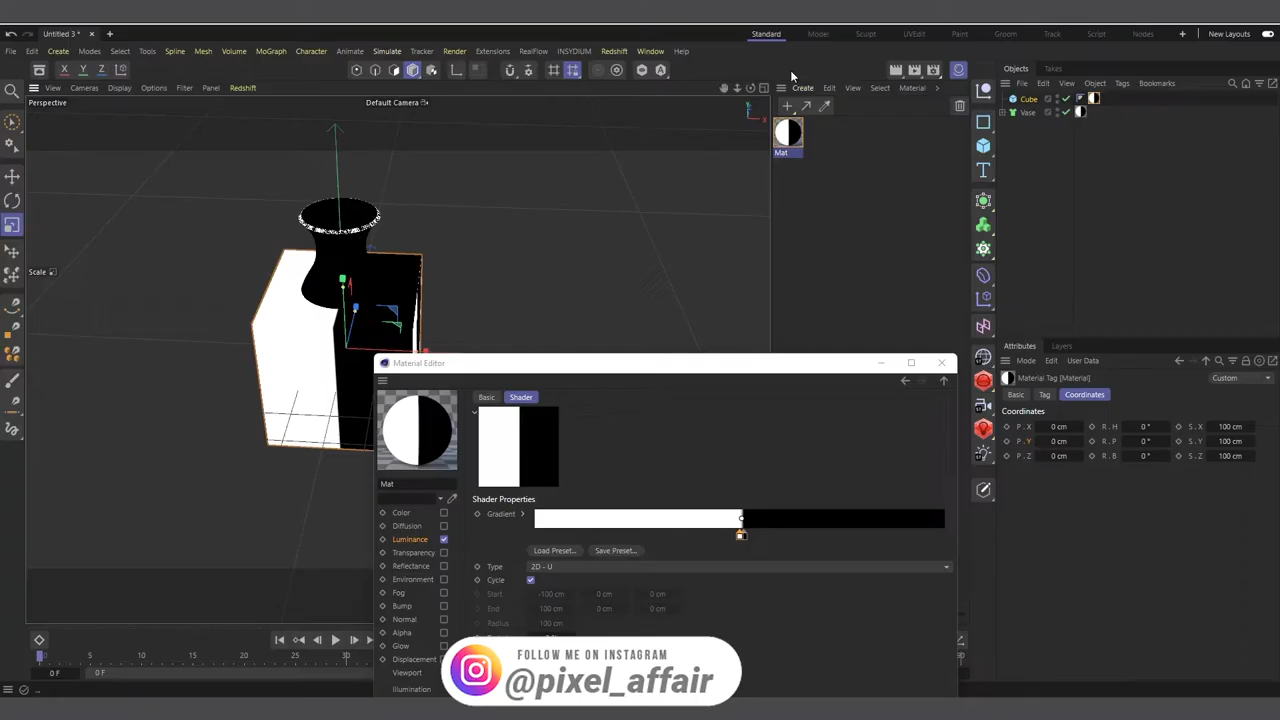 Untitled 3 *
Standard
Model
Sculpt
UVEdit
Paint
Groom
Track
Script
Nodes
New Layouts
File Edit Create Modes Select Tools Spline Mesh Volume MoGraph Character Animate Simulate Tracker Render Extensions RealFlow INSYDIUM Redshift Window Help
X Y Z
Objects Takes
View Cameras Display Options Filter Panel Redshift
Create Edit View Select Material
File Edit View Object Tags Bookmarks
Perspective
Default Camera
Cube
Vase
Mat
Scale
Attributes Layers
Mode Edit User Data
Material Tag [Material]
Custom
Basic Tag Coordinates
Coordinates
P . X 0 cm R . H 0 ° S . X 100 cm
P . Y 0 cm R . P 0 ° S . Y 100 cm
P . Z 0 cm R . B 0 ° S . Z 100 cm
Material Editor
Basic Shader
Mat
Shader Properties
Gradient
Load Preset...
Save Preset...
Type 2D - U
Cycle
Start -100 cm 0 cm 0 cm
End 100 cm 0 cm 0 cm
Radius 100 cm
Color
Diffusion
Luminance
Transparency
Reflectance
Environment
Fog
Bump
Normal
Alpha
Glow
Displacement
Viewport
Illumination
0 5 10 15 20 25 30
0 F
0 F
FOLLOW ME ON INSTAGRAM
@pixel_affair